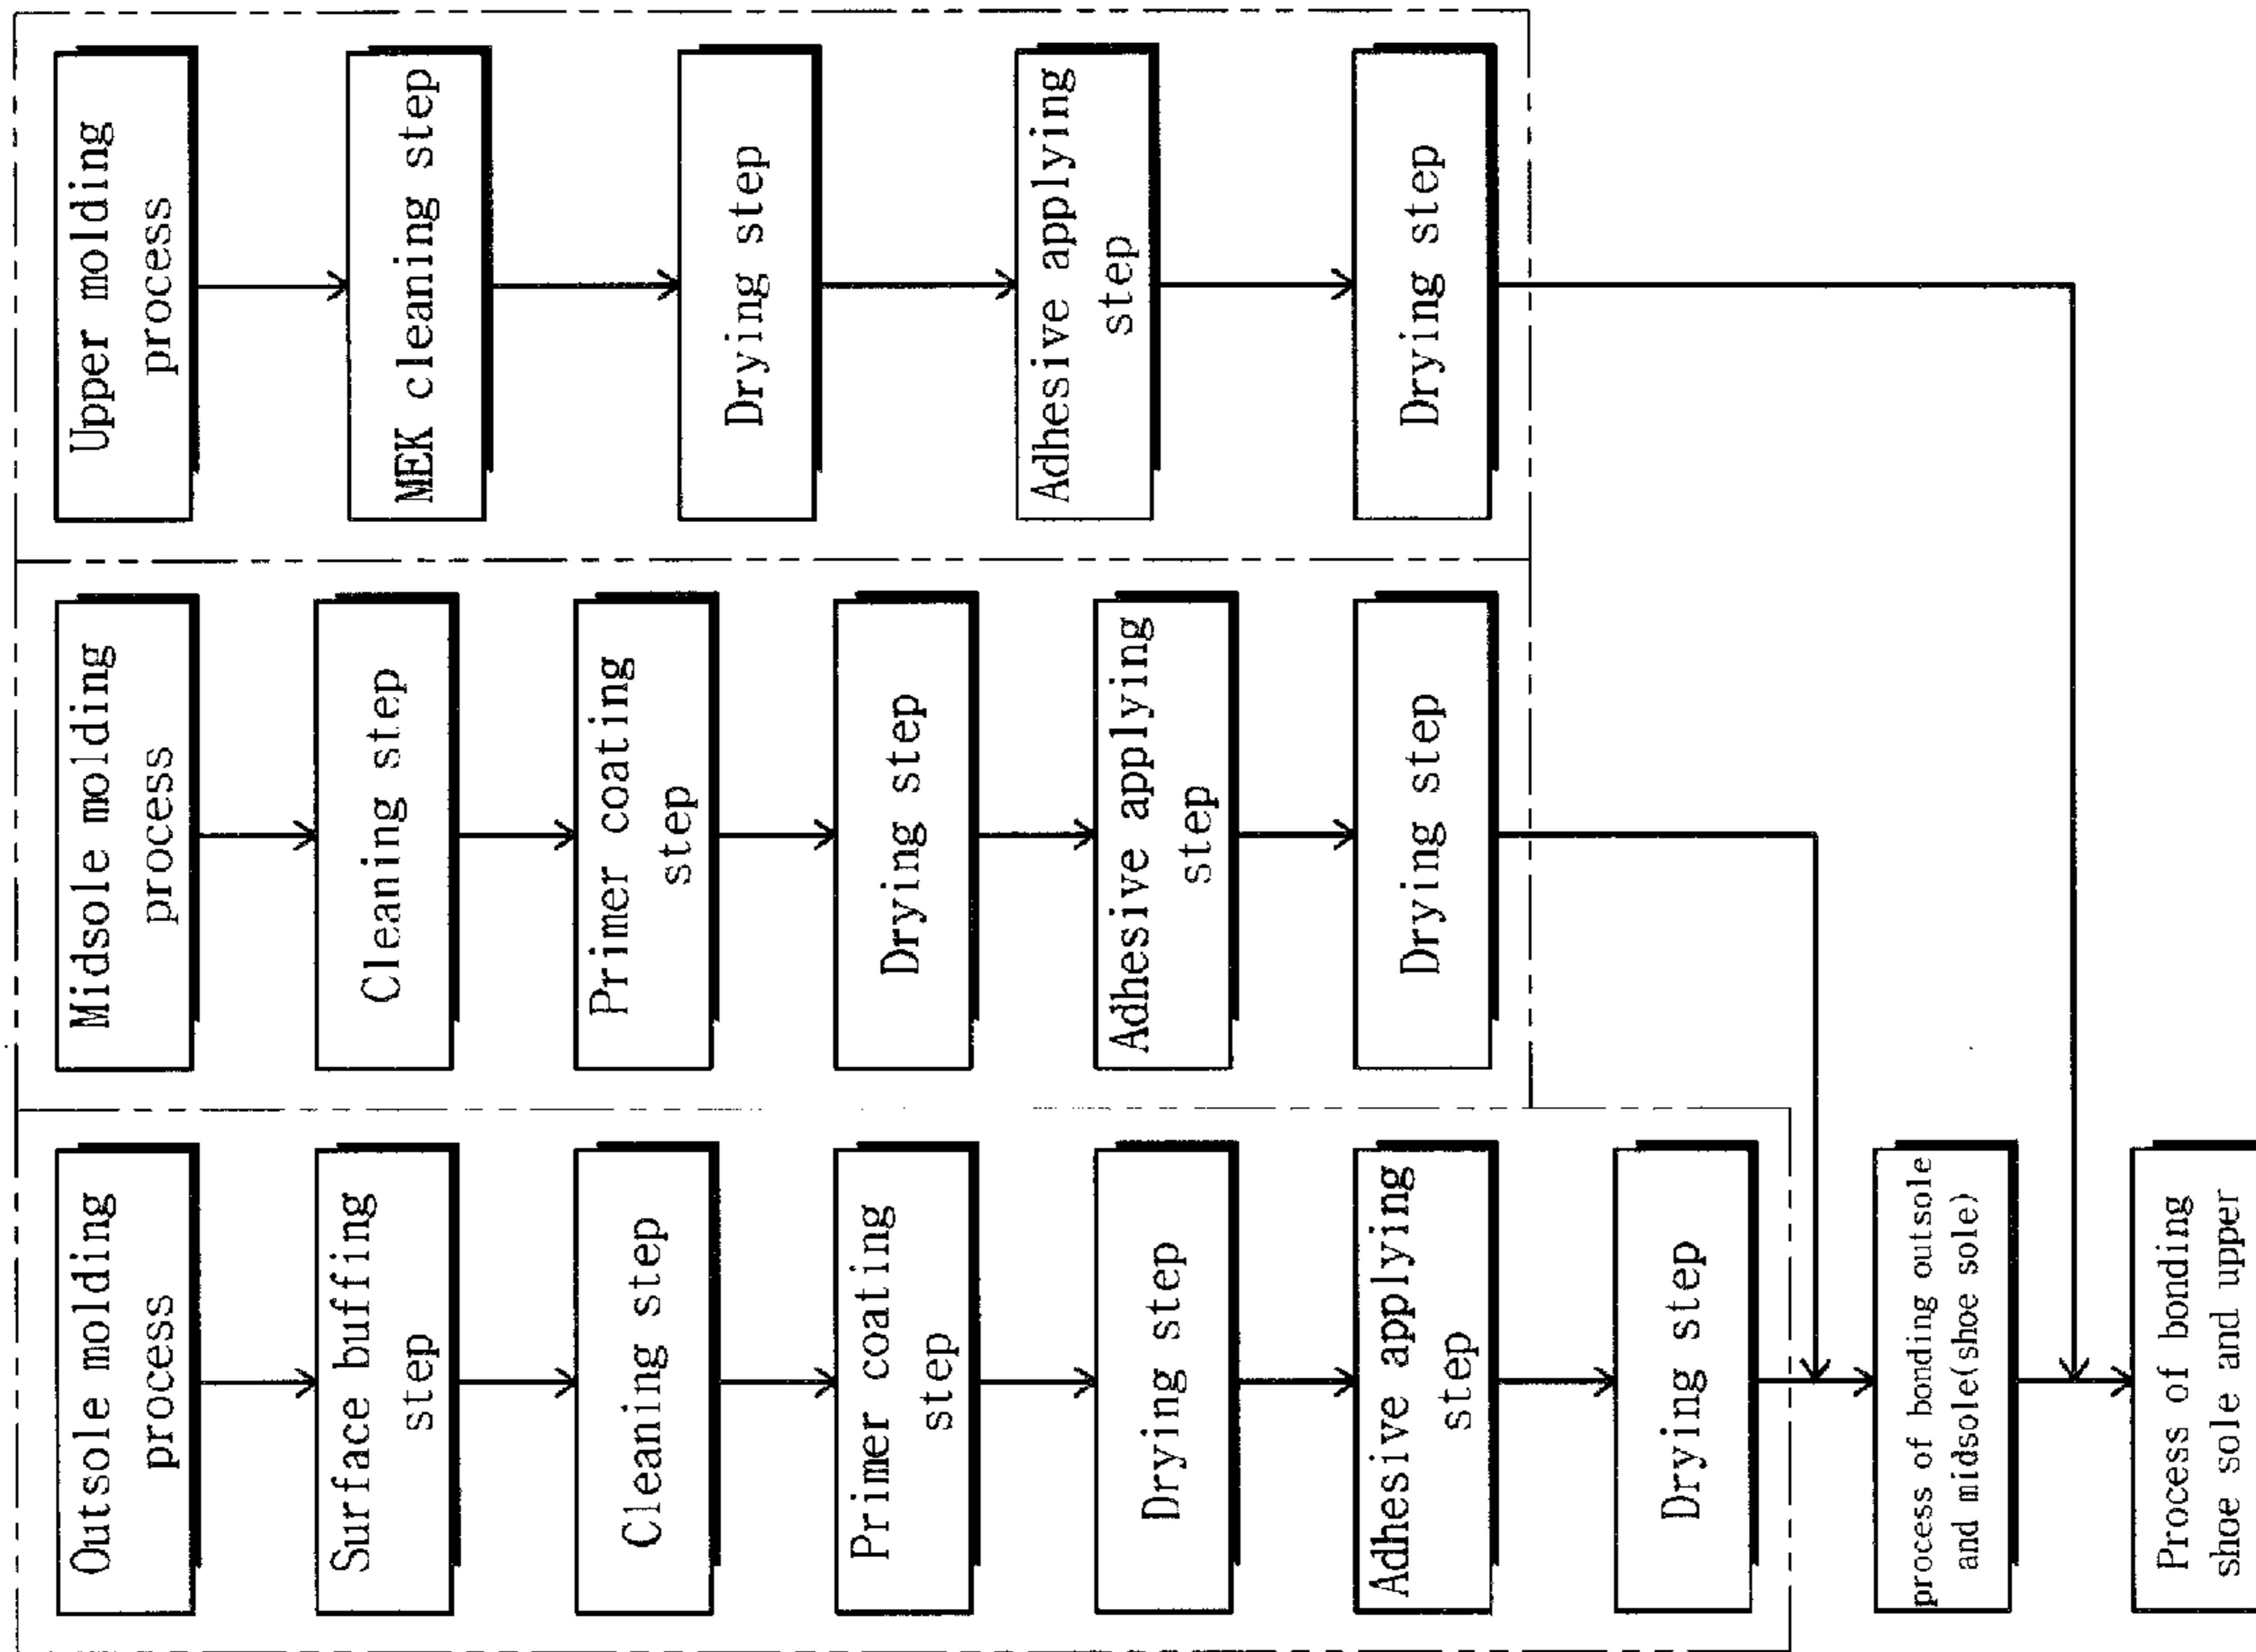 Outsole molding
process
Surface buffing
step
Cleaning step
Primer coating
step
Drying step
Adhesive applying
step
Drying step
process of bonding outsole
and midsole(shoe sole)
Process of bonding
shoe sole and upper
Midsole molding
process
Cleaning step
Primer coating
step
Drying step
Adhesive applying
step
Drying step
Upper molding
process
MEK cleaning step
Drying step
Adhesive applying
step
Drying step